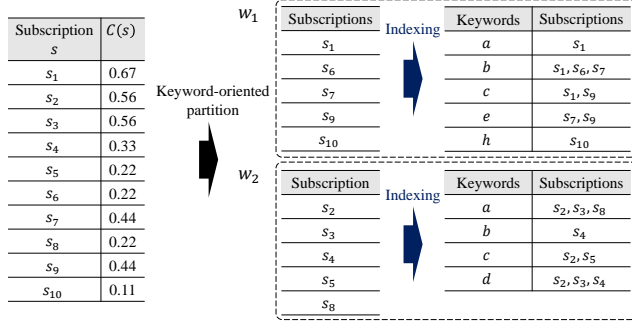 Subscription s C(s)
s1 0.67
s2 0.56
s3 0.56
s4 0.33
s5 0.22
s6 0.22
s7 0.44
s8 0.22
s9 0.44
s10 0.11
Keyword-oriented
partition
w1
Subscriptions
s1
s6
s7
s9
s10
Indexing
Keywords Subscriptions
a s1
b s1, s6, s7
c s1, s9
e s7, s9
h s10
w2
Subscription
s2
s3
s4
s5
s8
Indexing
Keywords Subscriptions
a s2, s3, s8
b s4
c s2, s5
d s2, s3, s4